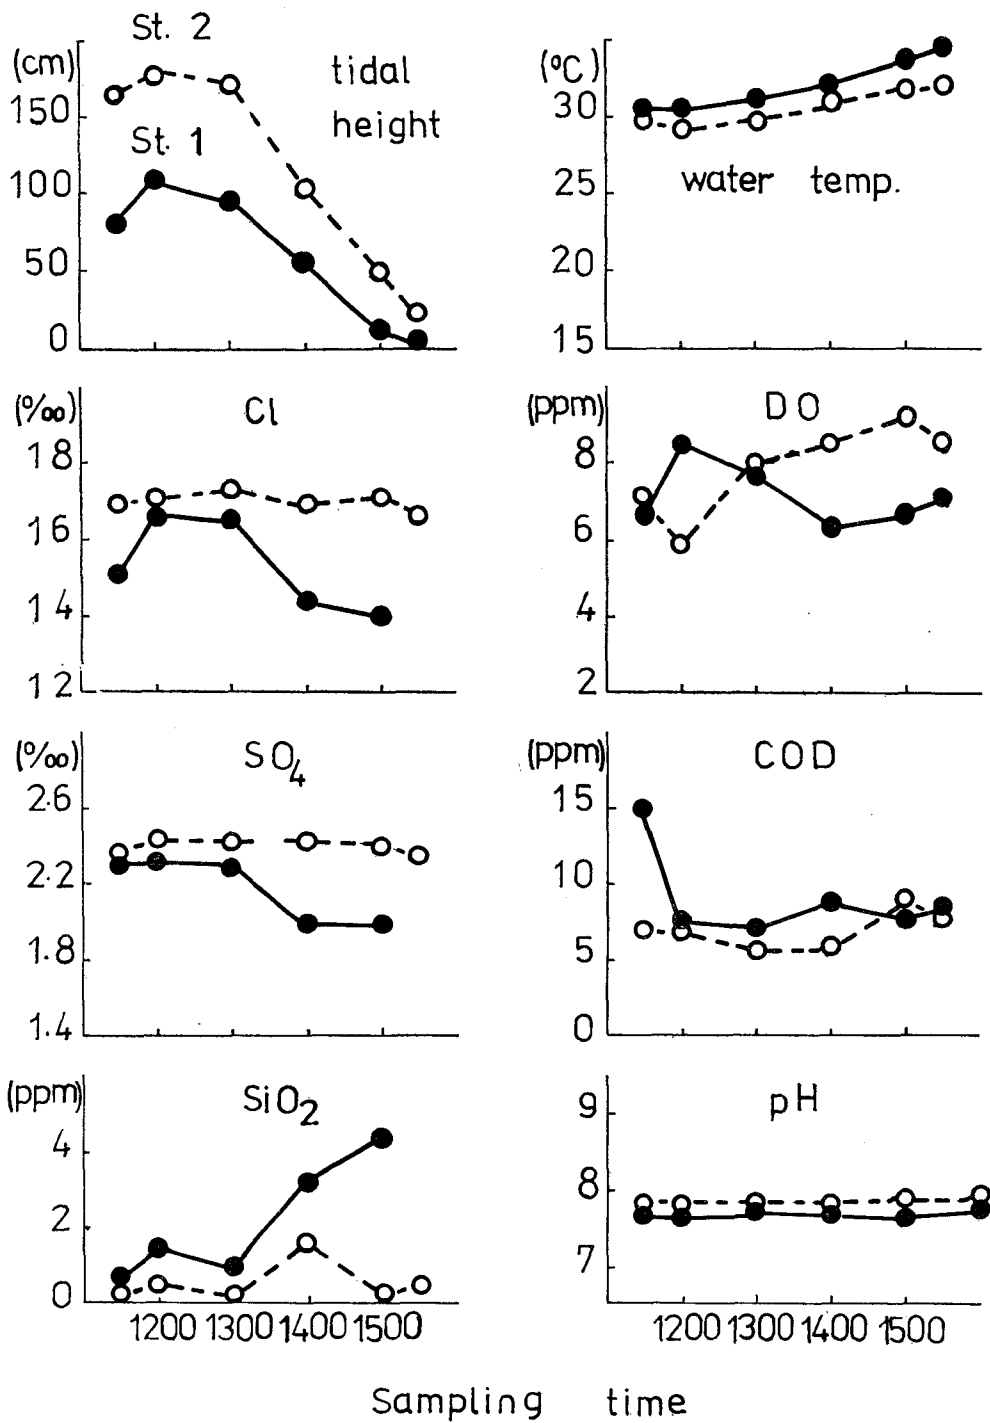 St. 2
(cm)
tidal
height
150
St. 1
100
50
0
(°C)
30
water temp.
25
20
15
(‰)
Cl
18
16
14
12
(ppm)
DO
8
6
4
2
(‰)
SO4
2.6
2.2
1.8
1.4
(ppm)
COD
15
10
5
0
(ppm)
SiO2
4
2
0
1200 1300 1400 1500
pH
9
8
7
1200 1300 1400 1500
Sampling time